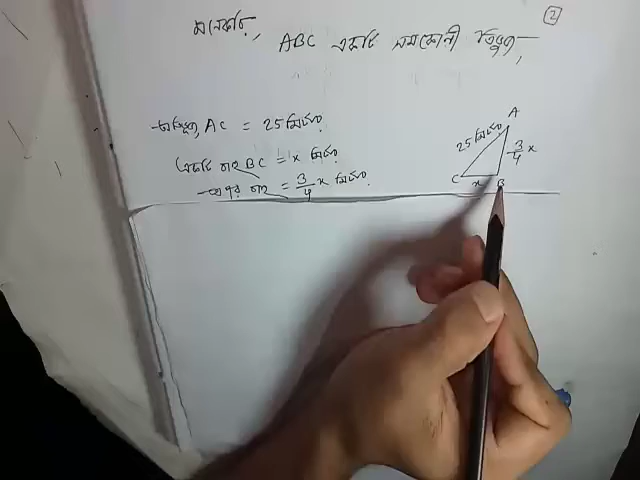 ②
মনেকরি,
ABC একটি সমকোণী ত্রিভুজ,
অতিভুজ, AC = 25 মিটার.
একটি বাহু BC = x মিটার.
অপর বাহু = 3/4 x মিটার.
A
25 মিটার
3/4 x
C
x
B